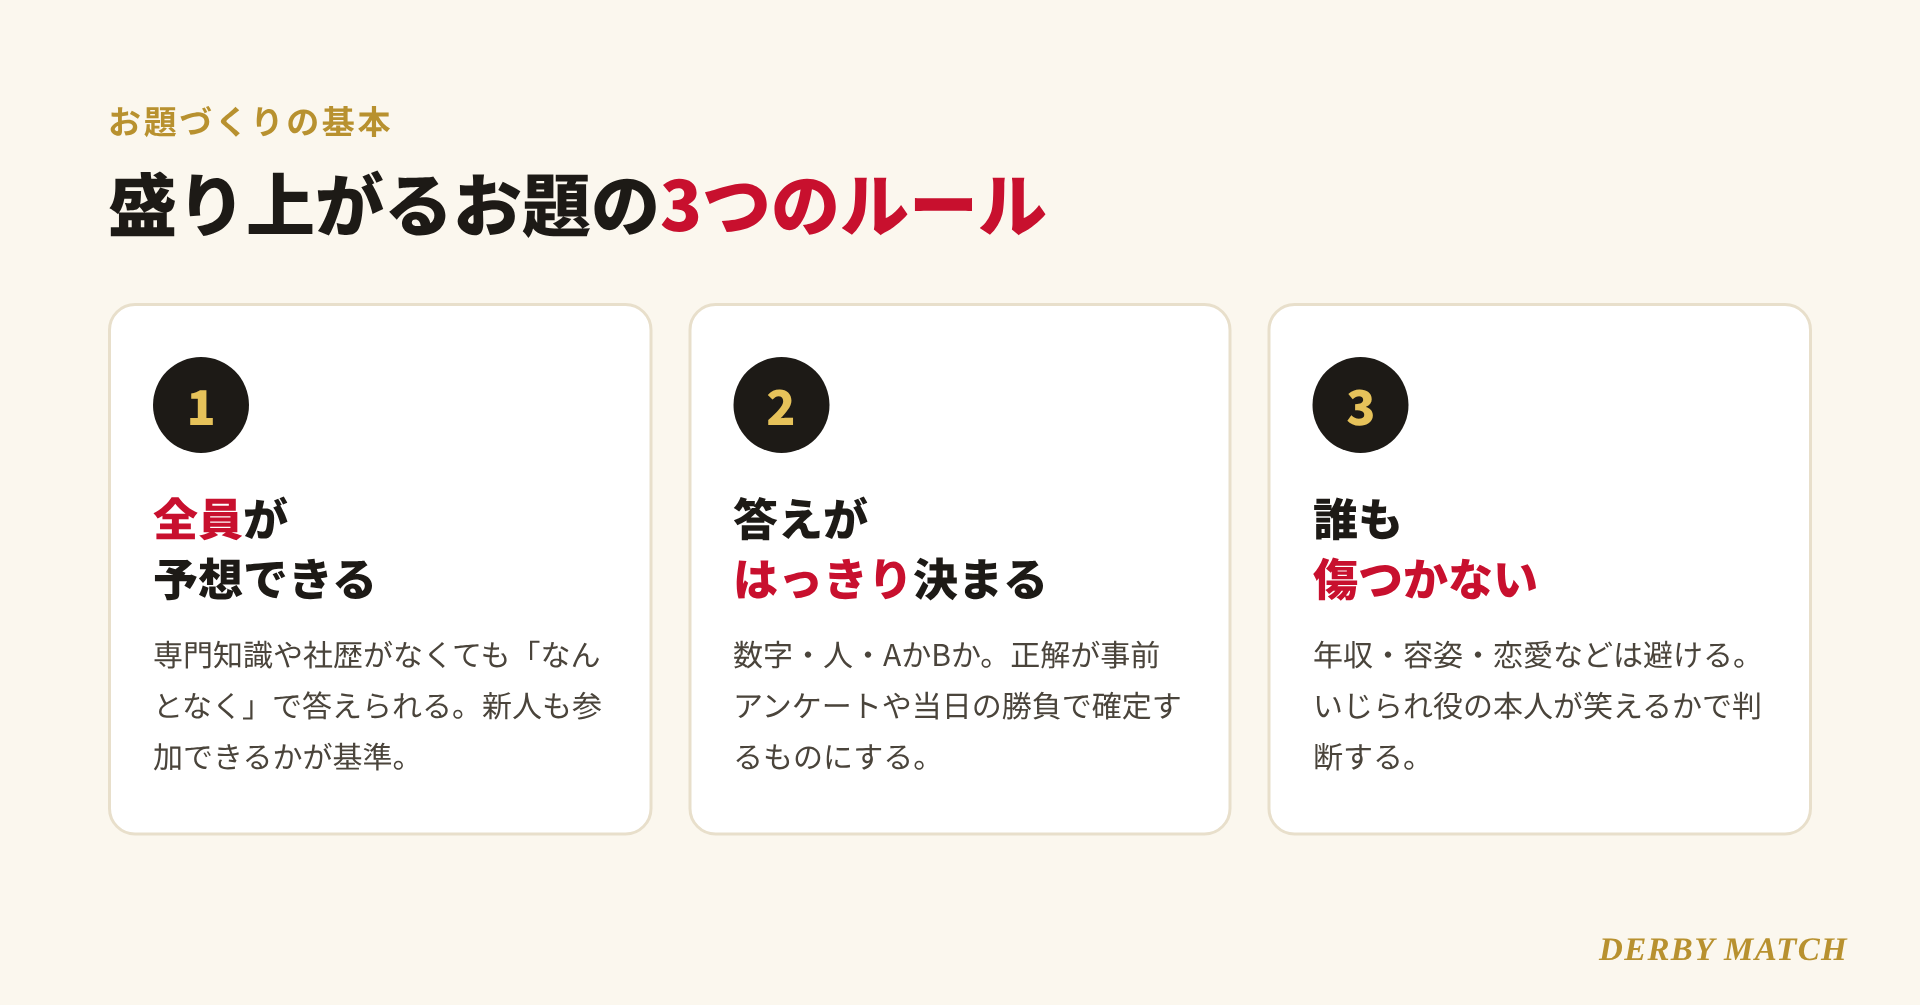 お題づくりの基本
盛り上がるお題の3つのルール
1
全員が
予想できる
専門知識や社歴がなくても「なん
となく」で答えられる。新人も参
加できるかが基準。
2
答えが
はっきり決まる
数字・人・AかBか。正解が事前
アンケートや当日の勝負で確定す
るものにする。
3
誰も
傷つかない
年収・容姿・恋愛などは避ける。
いじられ役の本人が笑えるかで判
断する。
DERBY MATCH